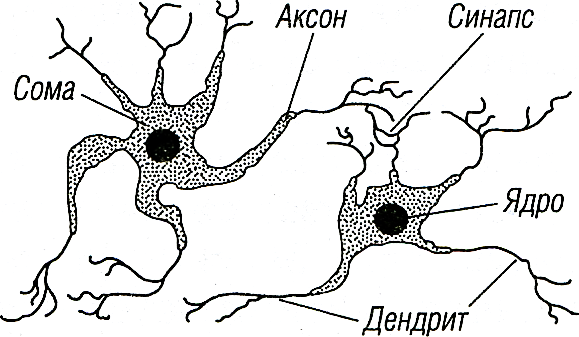 Аксон
Синапс
Сома
Ядро
Дендрит